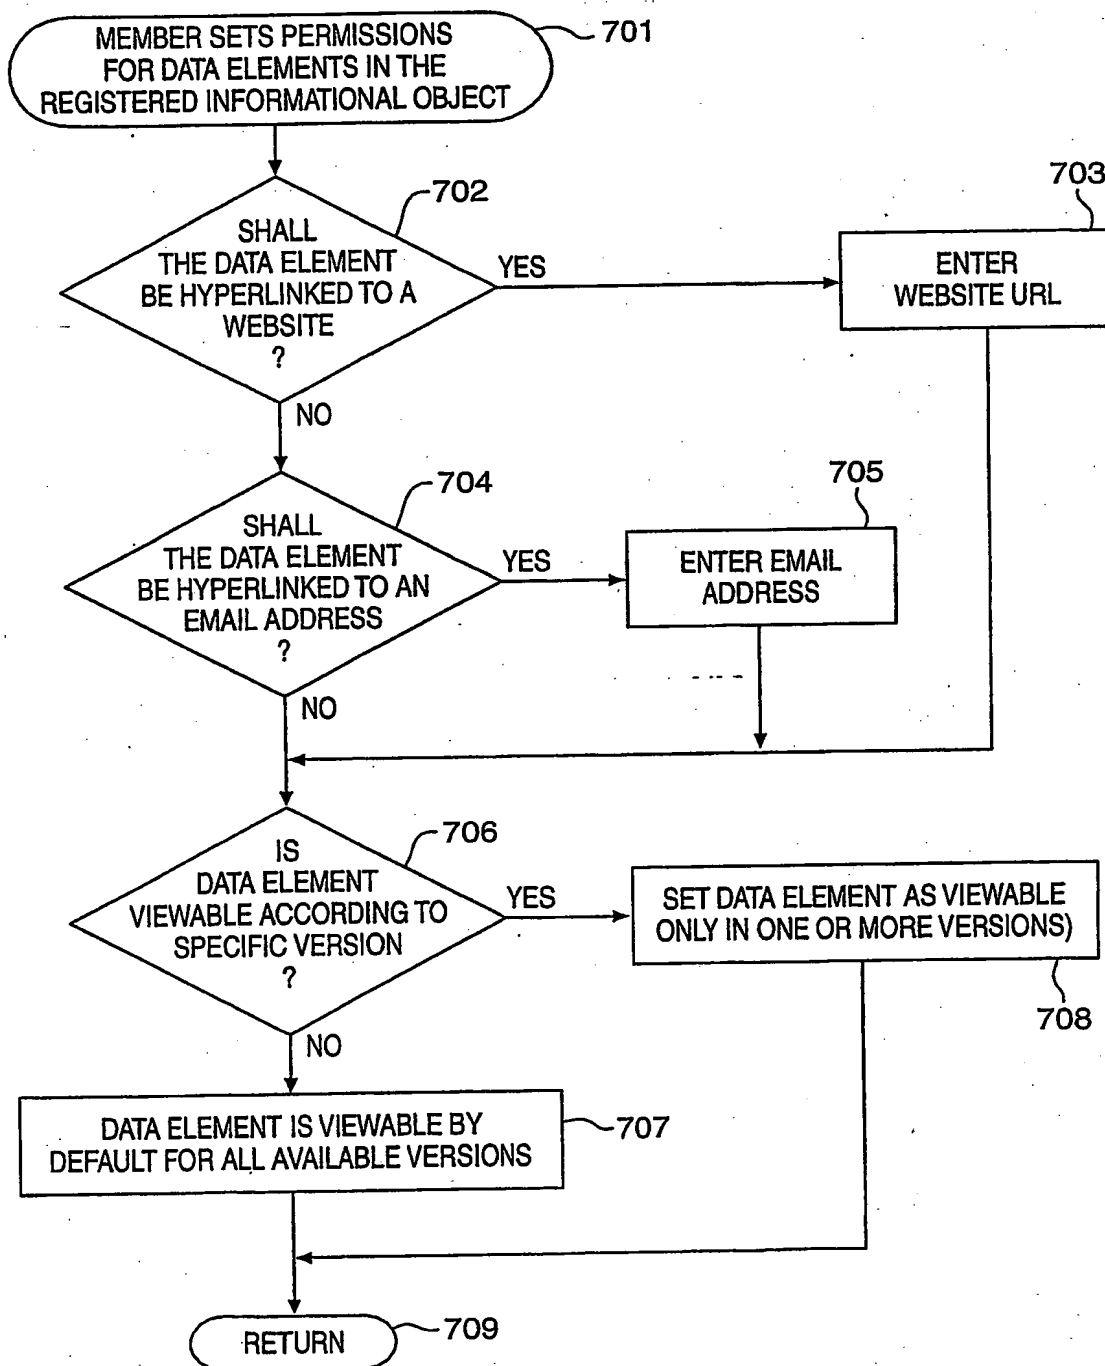 MEMBER SETS PERMISSIONS
FOR DATA ELEMENTS IN THE
REGISTERED INFORMATIONAL OBJECT
701
SHALL
THE DATA ELEMENT
BE HYPERLINKED TO A
WEBSITE
?
702
YES
NO
ENTER
WEBSITE URL
703
SHALL
THE DATA ELEMENT
BE HYPERLINKED TO AN
EMAIL ADDRESS
?
704
YES
NO
ENTER EMAIL
ADDRESS
705
IS
DATA ELEMENT
VIEWABLE ACCORDING TO
SPECIFIC VERSION
?
706
YES
NO
SET DATA ELEMENT AS VIEWABLE
ONLY IN ONE OR MORE VERSIONS)
708
DATA ELEMENT IS VIEWABLE BY
DEFAULT FOR ALL AVAILABLE VERSIONS
707
RETURN
709